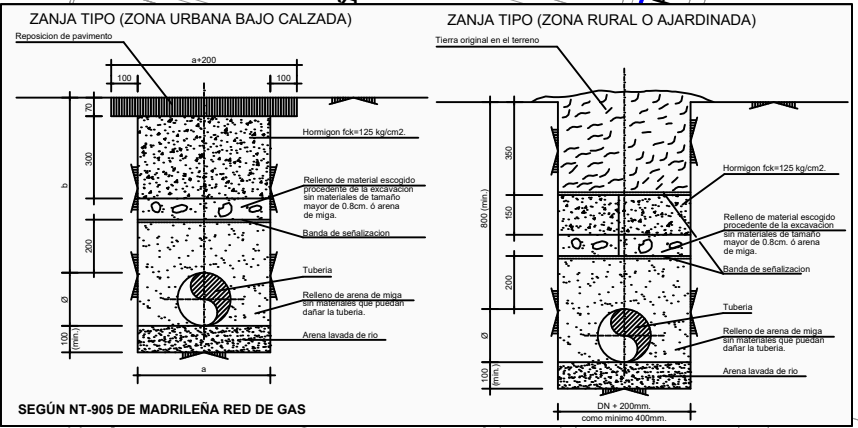 ZANJA TIPO (ZONA URBANA BAJO CALZADA)
Reposicion de pavimento
a+200
100
100
70
300
b
200
Ø
100
(min.)
a
Hormigon fck=125 kg/cm2.
Relleno de material escogido
procedente de la excavación
sin materiales de tamaño
mayor de 0.8cm. ó arena
de miga.
Banda de señalizacion
Tuberia
Relleno de arena de miga
sin materiales que puedan
dañar la tuberia.
Arena lavada de rio
SEGÚN NT-905 DE MADRILEÑA RED DE GAS
ZANJA TIPO (ZONA RURAL O AJARDINADA)
Tierra original en el terreno
350
800 (min.)
150
200
Ø
100
(min.)
Hormigon fck=125 kg/cm2.
Relleno de material escogido
procedente de la excavación
sin materiales de tamaño
mayor de 0.8cm. ó arena
de miga.
Banda de señalizacion
Tuberia
Relleno de arena de miga
sin materiales que puedan
dañar la tuberia.
Arena lavada de rio
DN + 200mm.
como minimo 400mm.